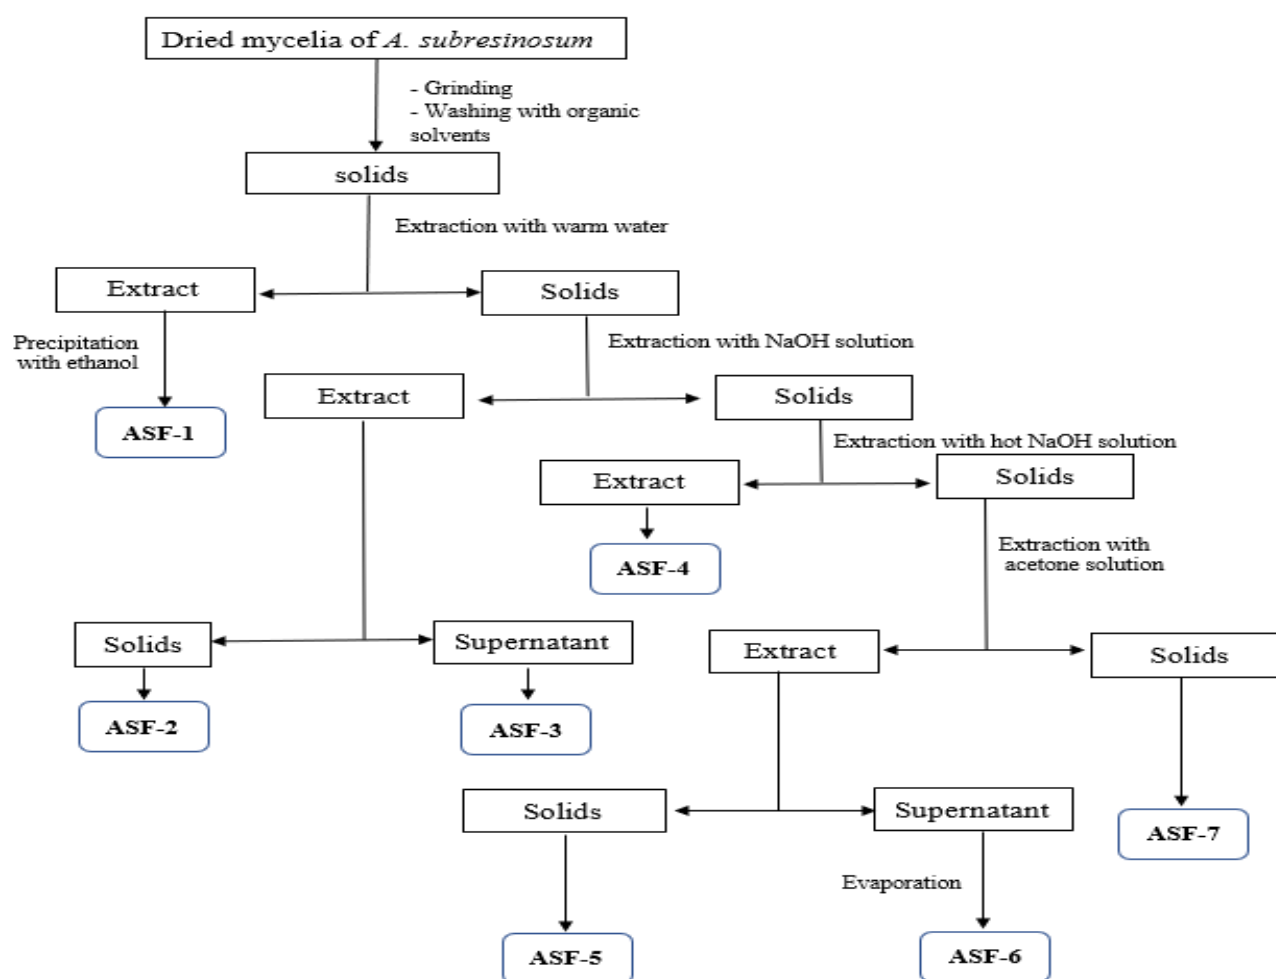 Dried mycelia of A. subresinosum
- Grinding
- Washing with organic
solvents
solids
Extraction with warm water
Extract
Solids
Precipitation
with ethanol
Extraction with NaOH solution
Extract
Solids
ASF-1
Extraction with hot NaOH solution
Extract
Solids
Extraction with
acetone solution
ASF-4
Solids
Supernatant
Extract
Solids
ASF-2
ASF-3
Solids
Supernatant
ASF-7
Evaporation
ASF-5
ASF-6